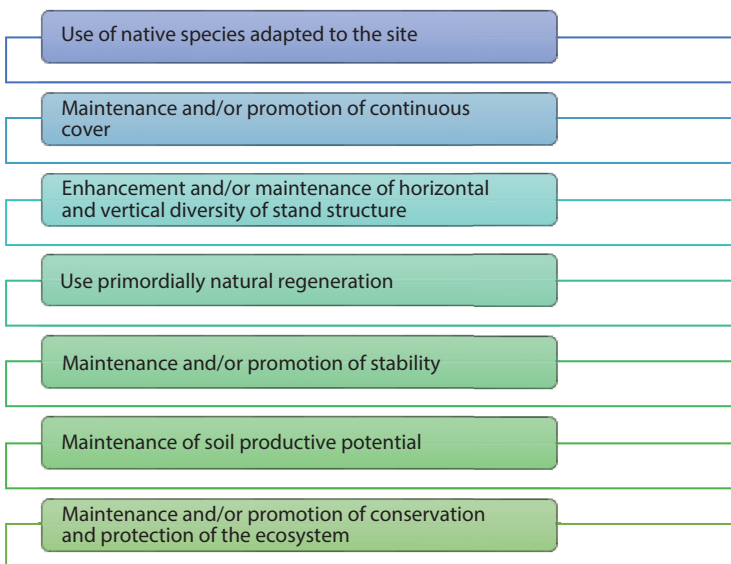 Use of native species adapted to the site
Maintenance and/or promotion of continuous
cover
Enhancement and/or maintenance of horizontal
and vertical diversity of stand structure
Use primordially natural regeneration
Maintenance and/or promotion of stability
Maintenance of soil productive potential
Maintenance and/or promotion of conservation
and protection of the ecosystem